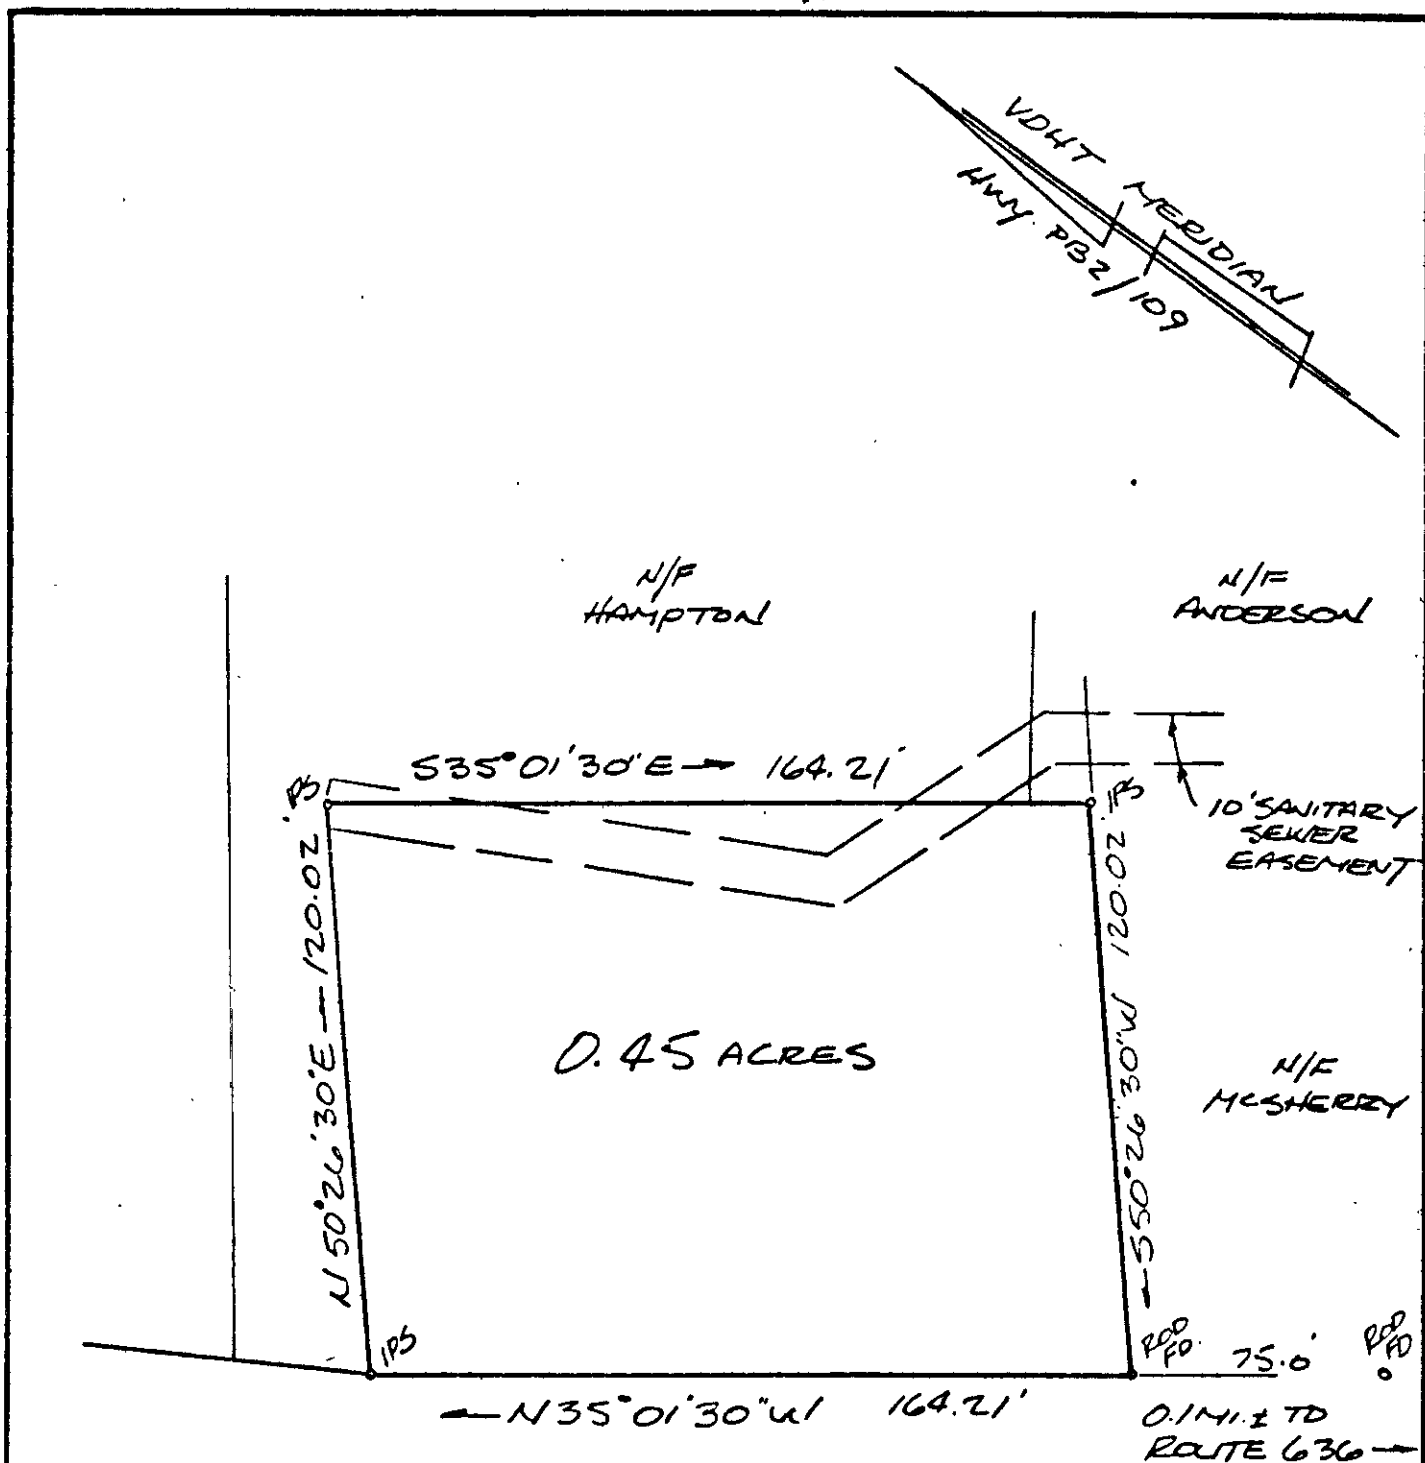 VDHT MERIDIAN
HWY. PB2/109
N/F
HAMPTON
N/F
ANDERSON
S35°01'30"E 164.21'
IPS
IPS
10' SANITARY
SEWER
EASEMENT
N 50°26'30"E — 120.02'
S50°26'30"W 120.02'
0.45 ACRES
N/F
McSHERRY
IPS
ROD
FD.
75.0'
ROD
FD
N35°01'30"W 164.21'
0.1 MI. ± TO
ROUTE 636